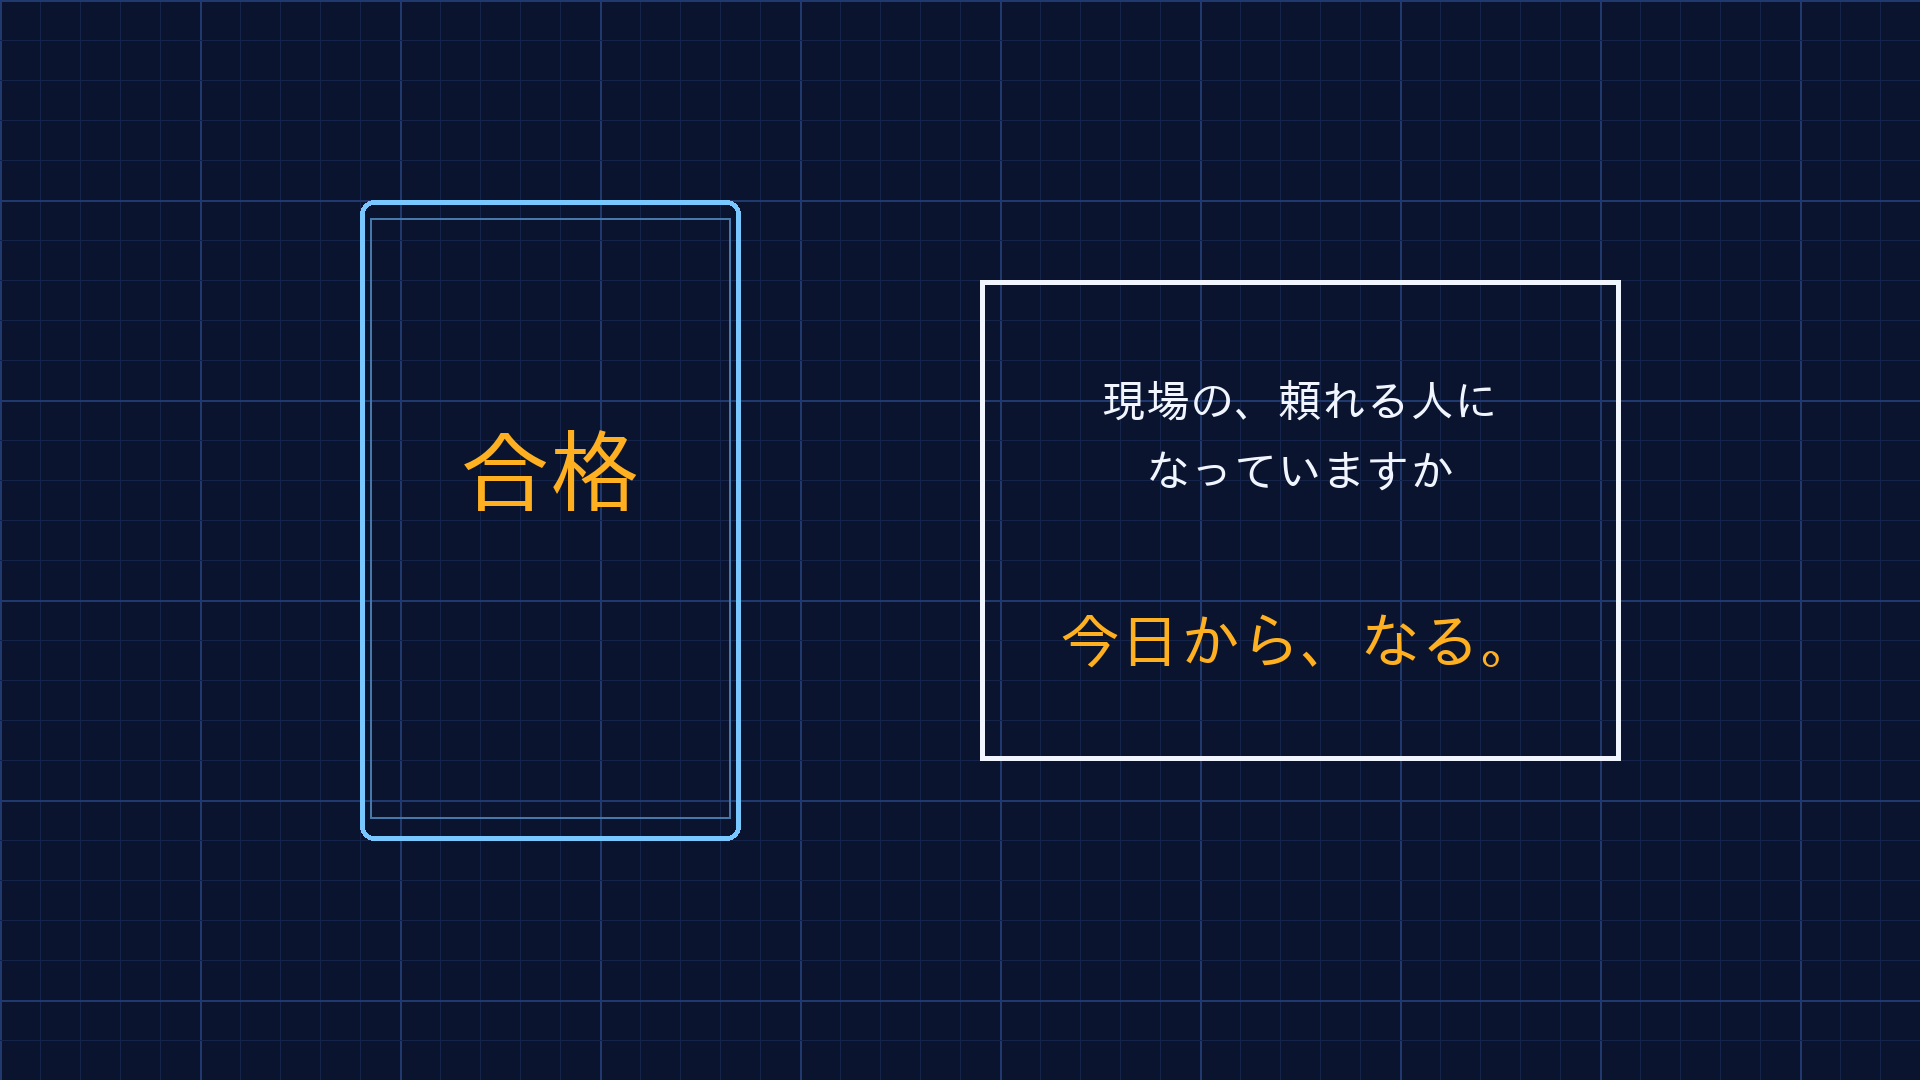 合格
現場の、頼れる人に
なっていますか
今日から、なる。